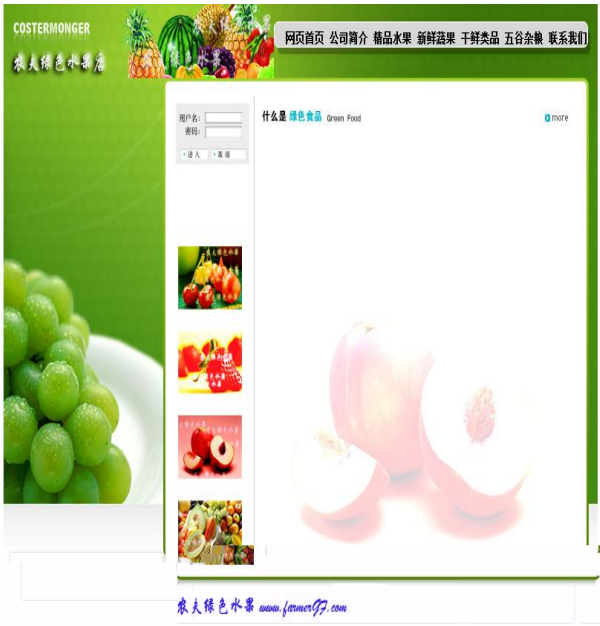 COSTERMONGER
农夫绿色水果店
网页首页 公司简介 精品水果 新鲜蔬果 干鲜类品 五谷杂粮 联系我们
用户名:
密码:
进入
什么是 绿色食品 Green Food
more
农夫绿色水果 www.farmer97.com